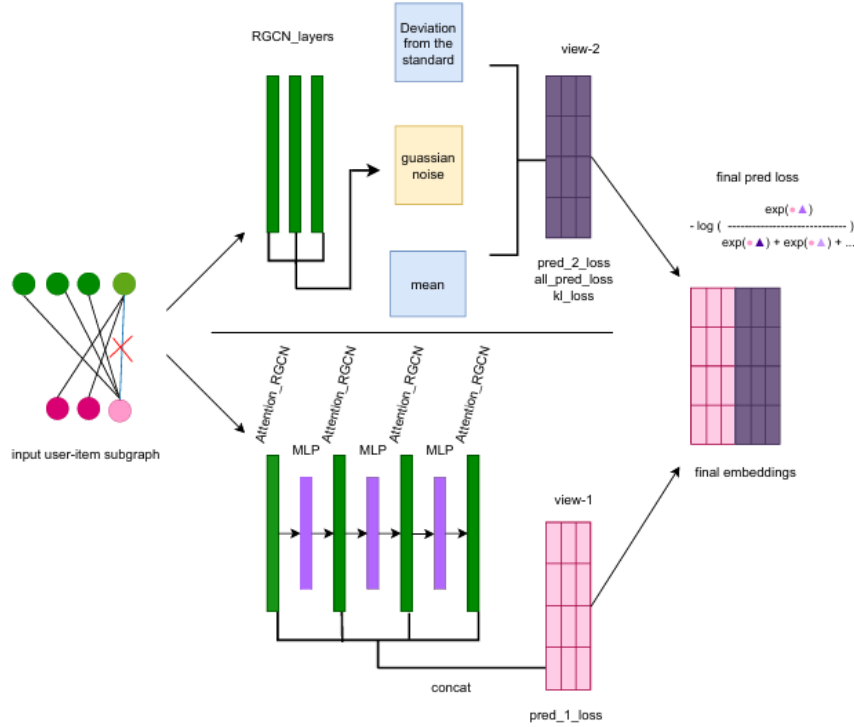 RGCN_layers
Deviation
from the
standard
guassian
noise
mean
view-2
pred_2_loss
all_pred_loss
kl_loss
final pred loss
exp(●▲)
- log ( ---------------------------- )
exp(●▲) + exp(●▲) + ...
input user-item subgraph
Attention_RGCN
Attention_RGCN
Attention_RGCN
Attention_RGCN
MLP
MLP
MLP
concat
view-1
pred_1_loss
final embeddings